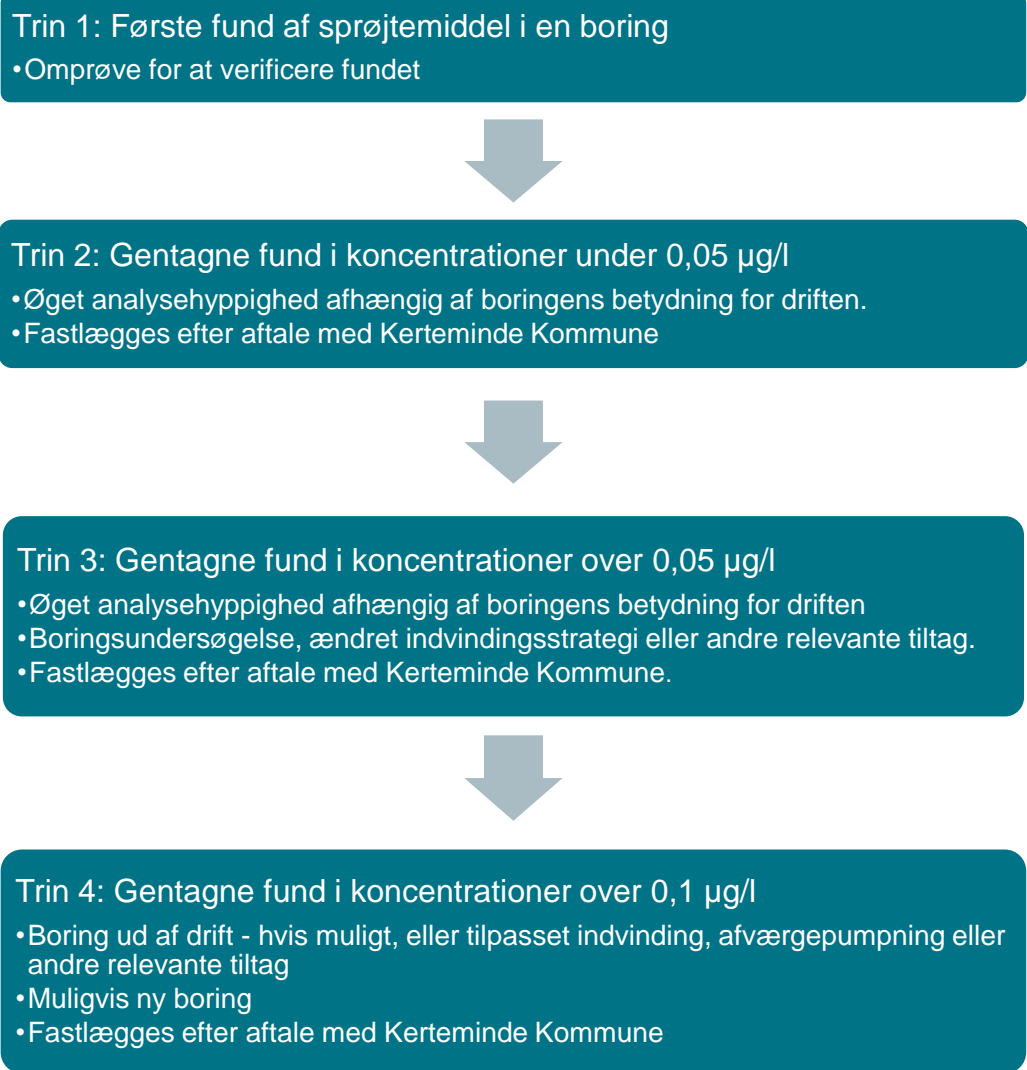 Trin 1: Første fund af sprøjtemiddel i en boring
•Omprøve for at verificere fundet
Trin 2: Gentagne fund i koncentrationer under 0,05 µg/l
•Øget analysehyppighed afhængig af boringens betydning for driften.
•Fastlægges efter aftale med Kerteminde Kommune
Trin 3: Gentagne fund i koncentrationer over 0,05 µg/l
•Øget analysehyppighed afhængig af boringens betydning for driften
•Boringsundersøgelse, ændret indvindingsstrategi eller andre relevante tiltag.
•Fastlægges efter aftale med Kerteminde Kommune.
Trin 4: Gentagne fund i koncentrationer over 0,1 µg/l
•Boring ud af drift - hvis muligt, eller tilpasset indvinding, afværgepumpning eller
andre relevante tiltag
•Muligvis ny boring
•Fastlægges efter aftale med Kerteminde Kommune